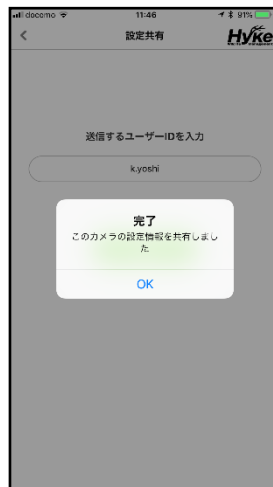 docomo 11:46 91%
設定共有
Hyke
送信するユーザーIDを入力
k.yoshi
完了
このカメラの設定情報を共有しまし
た
OK